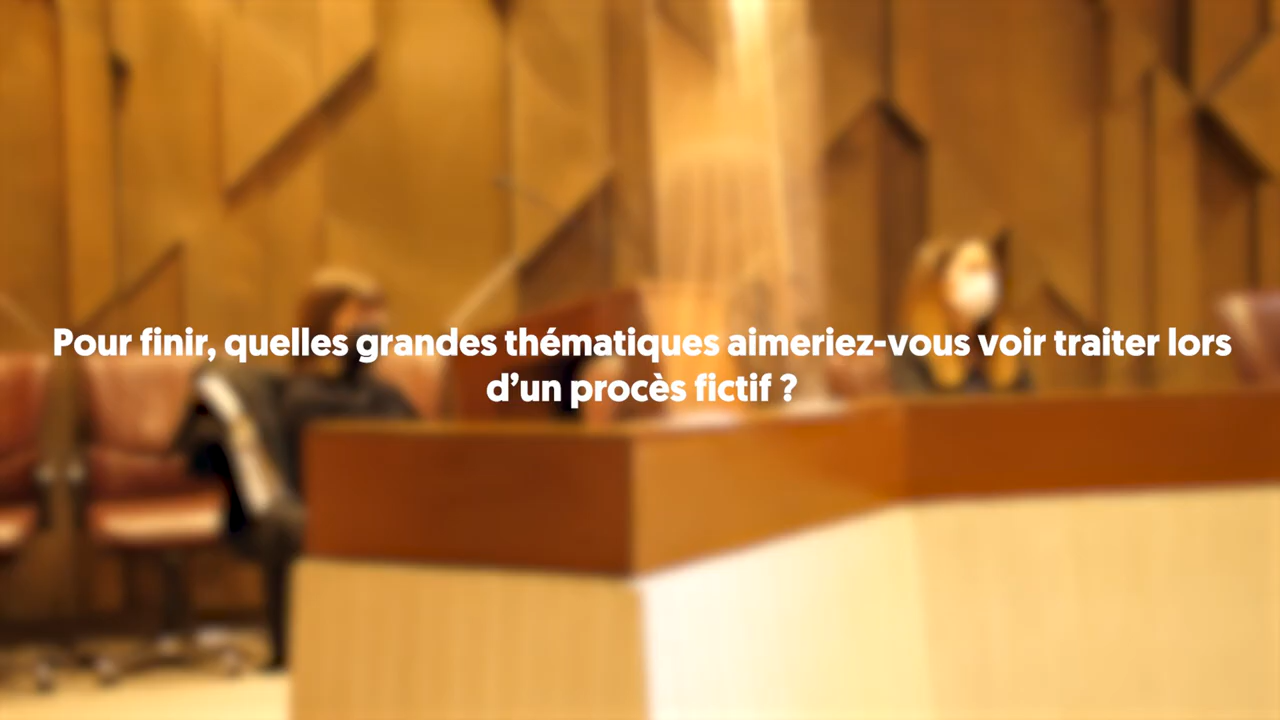 Pour finir, quelles grandes thématiques aimeriez-vous voir traiter lors
d’un procès fictif ?